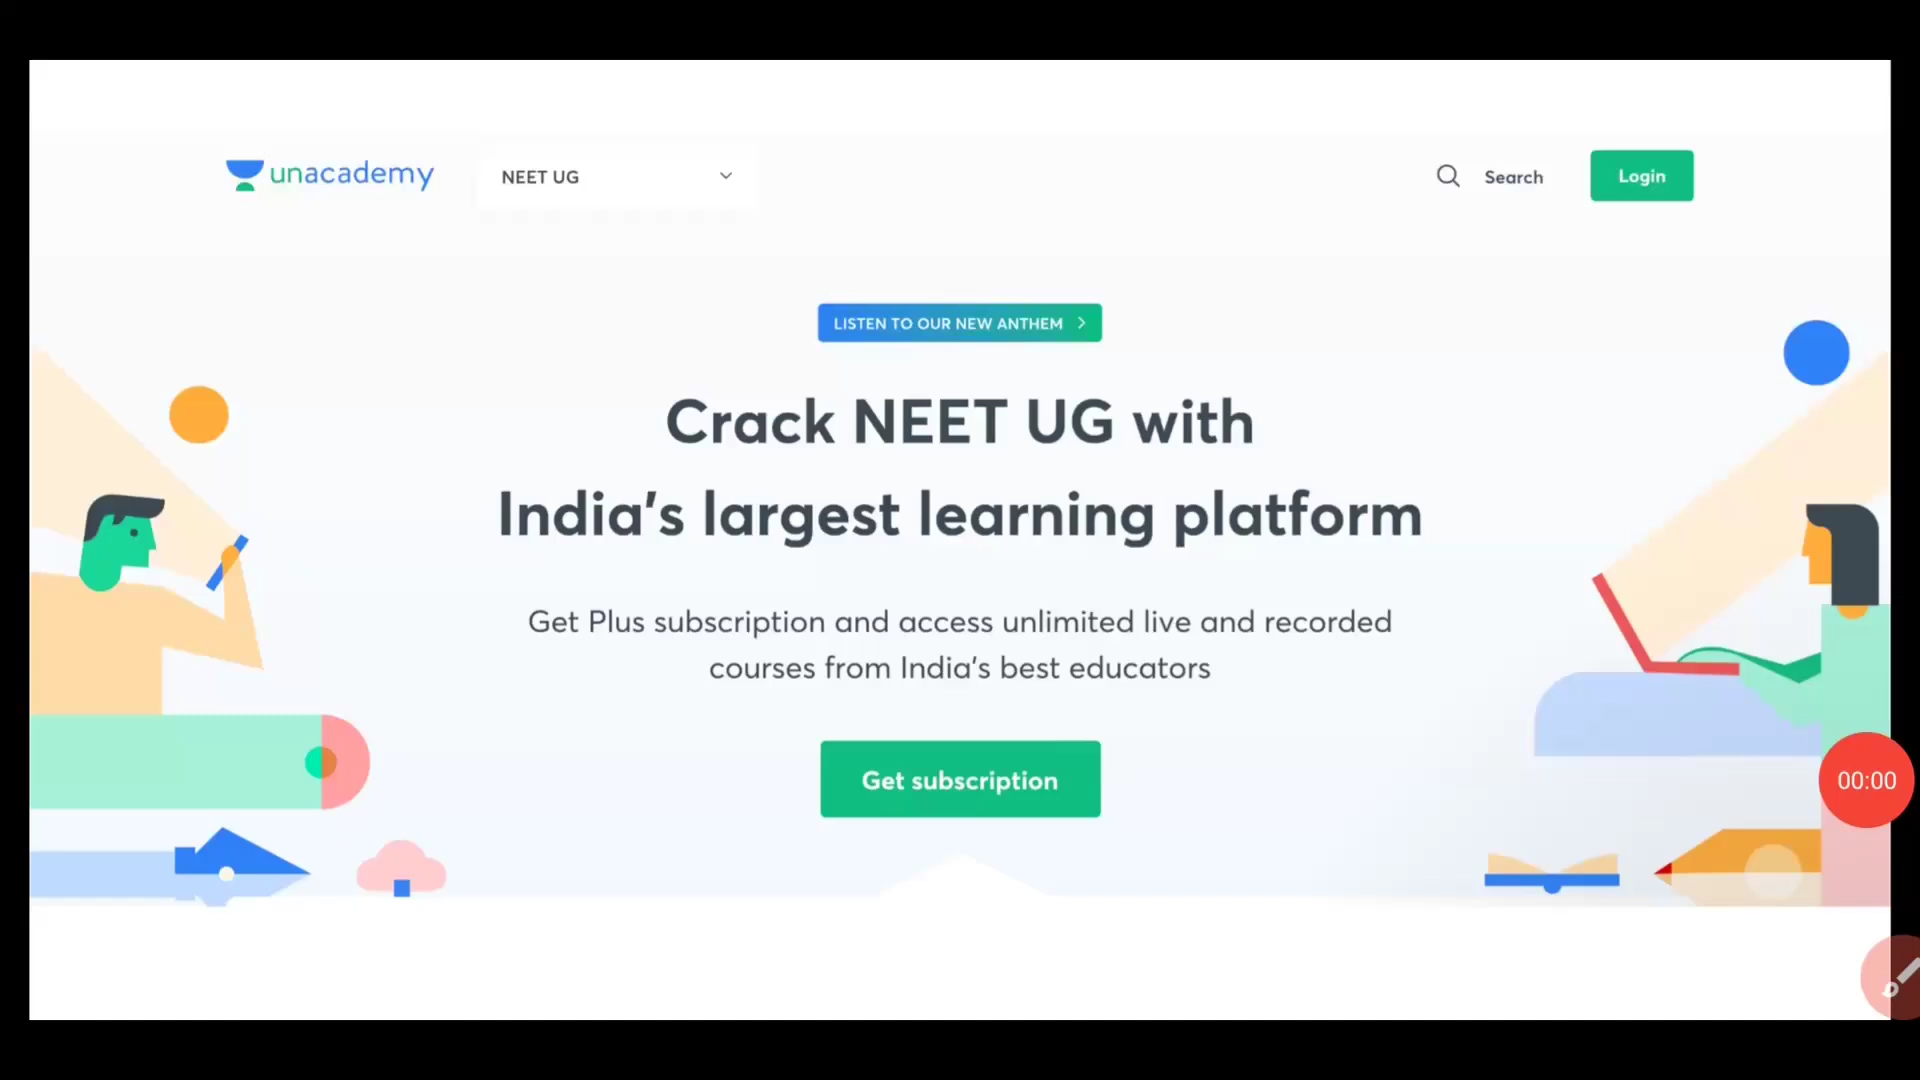 unacademy
NEET UG
Search
Login
LISTEN TO OUR NEW ANTHEM
Crack NEET UG with
India's largest learning platform
Get Plus subscription and access unlimited live and recorded
courses from India's best educators
Get subscription
00:00